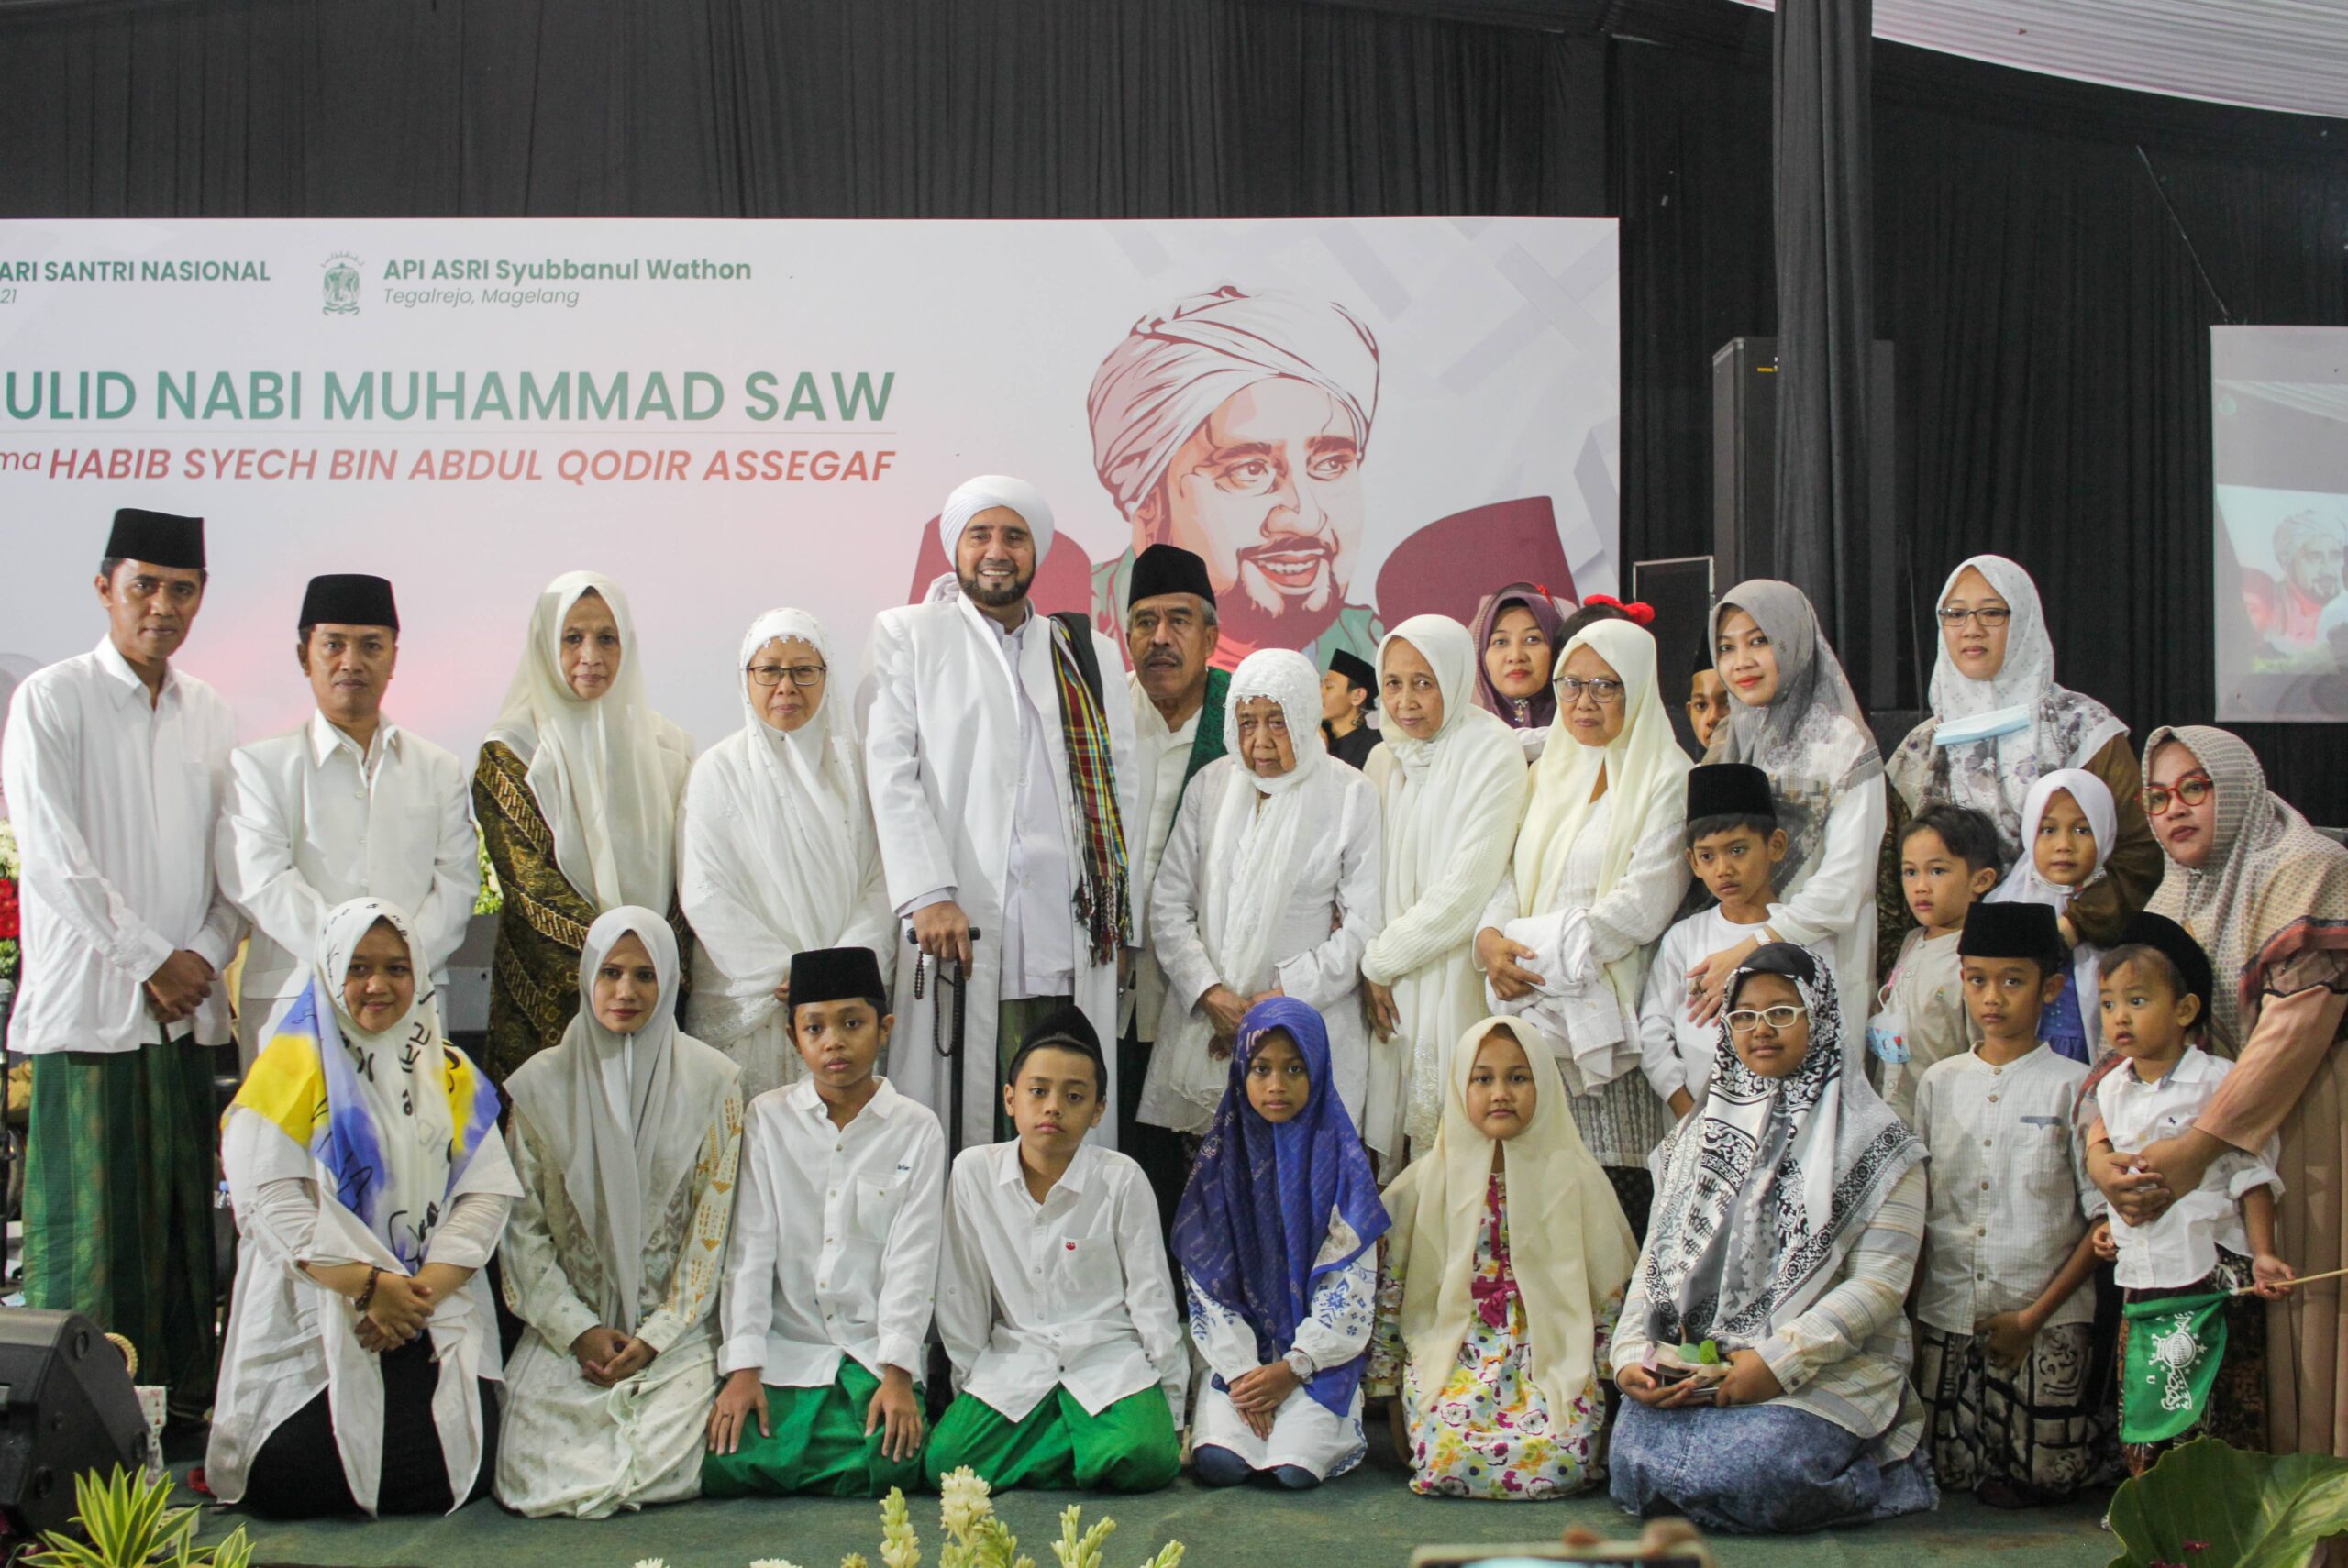 ARI SANTRI NASIONAL
21
API ASRI Syubbanul Wathon
Tegalrejo, Magelang
ULID NABI MUHAMMAD SAW
ma HABIB SYECH BIN ABDUL QODIR ASSEGAF